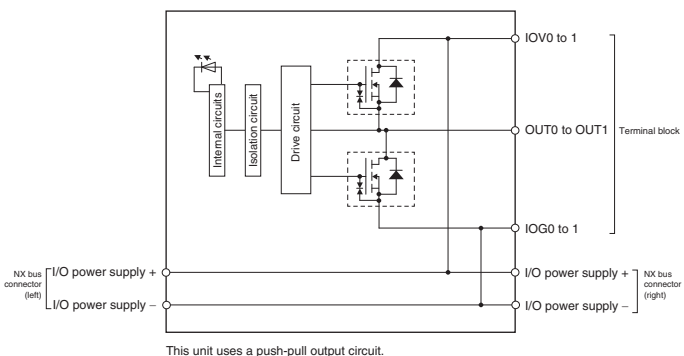 IOV0 to 1
Internal circuits
Isolation circuit
Drive circuit
OUT0 to OUT1
Terminal block
IOG0 to 1
NX bus
connector
(left)
I/O power supply +
I/O power supply –
I/O power supply +
I/O power supply –
NX bus
connector
(right)
This unit uses a push-pull output circuit.